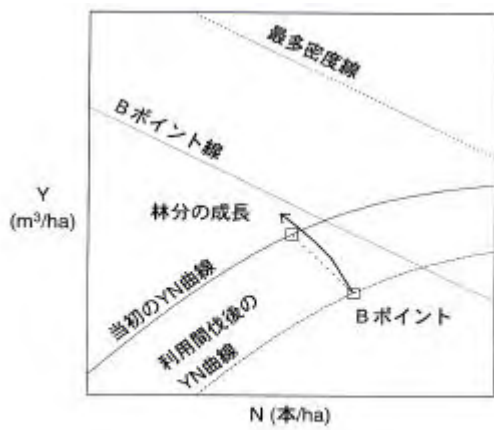 最多密度線
Bポイント線
Y
(m³/ha)
林分の成長
当初のYN曲線
利用間伐後の
YN曲線
Bポイント
N (本/ha)